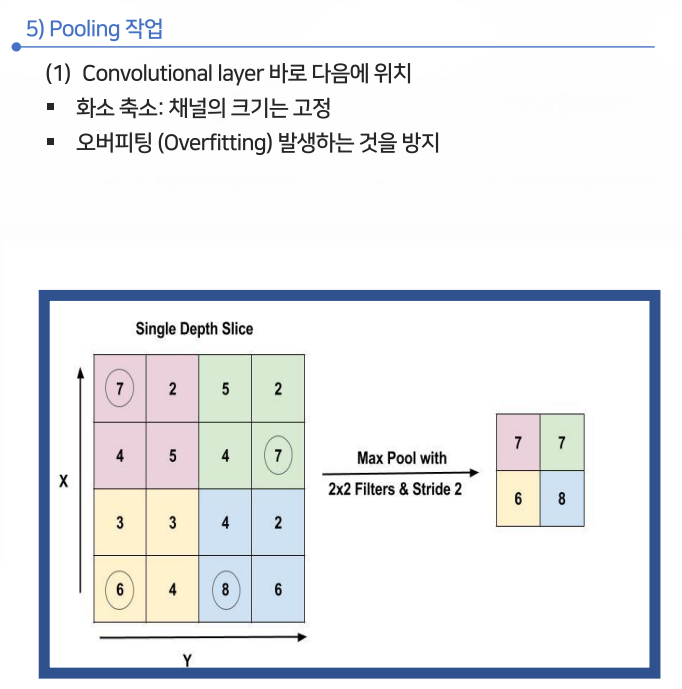 5) Pooling 작업
(1) Convolutional layer 바로 다음에 위치
▪ 화소 축소: 채널의 크기는 고정
▪ 오버피팅 (Overfitting) 발생하는 것을 방지
Single Depth Slice
7 2 5 2
4 5 4 7
3 3 4 2
6 4 8 6
X
Y
Max Pool with
2x2 Filters & Stride 2
7 7
6 8